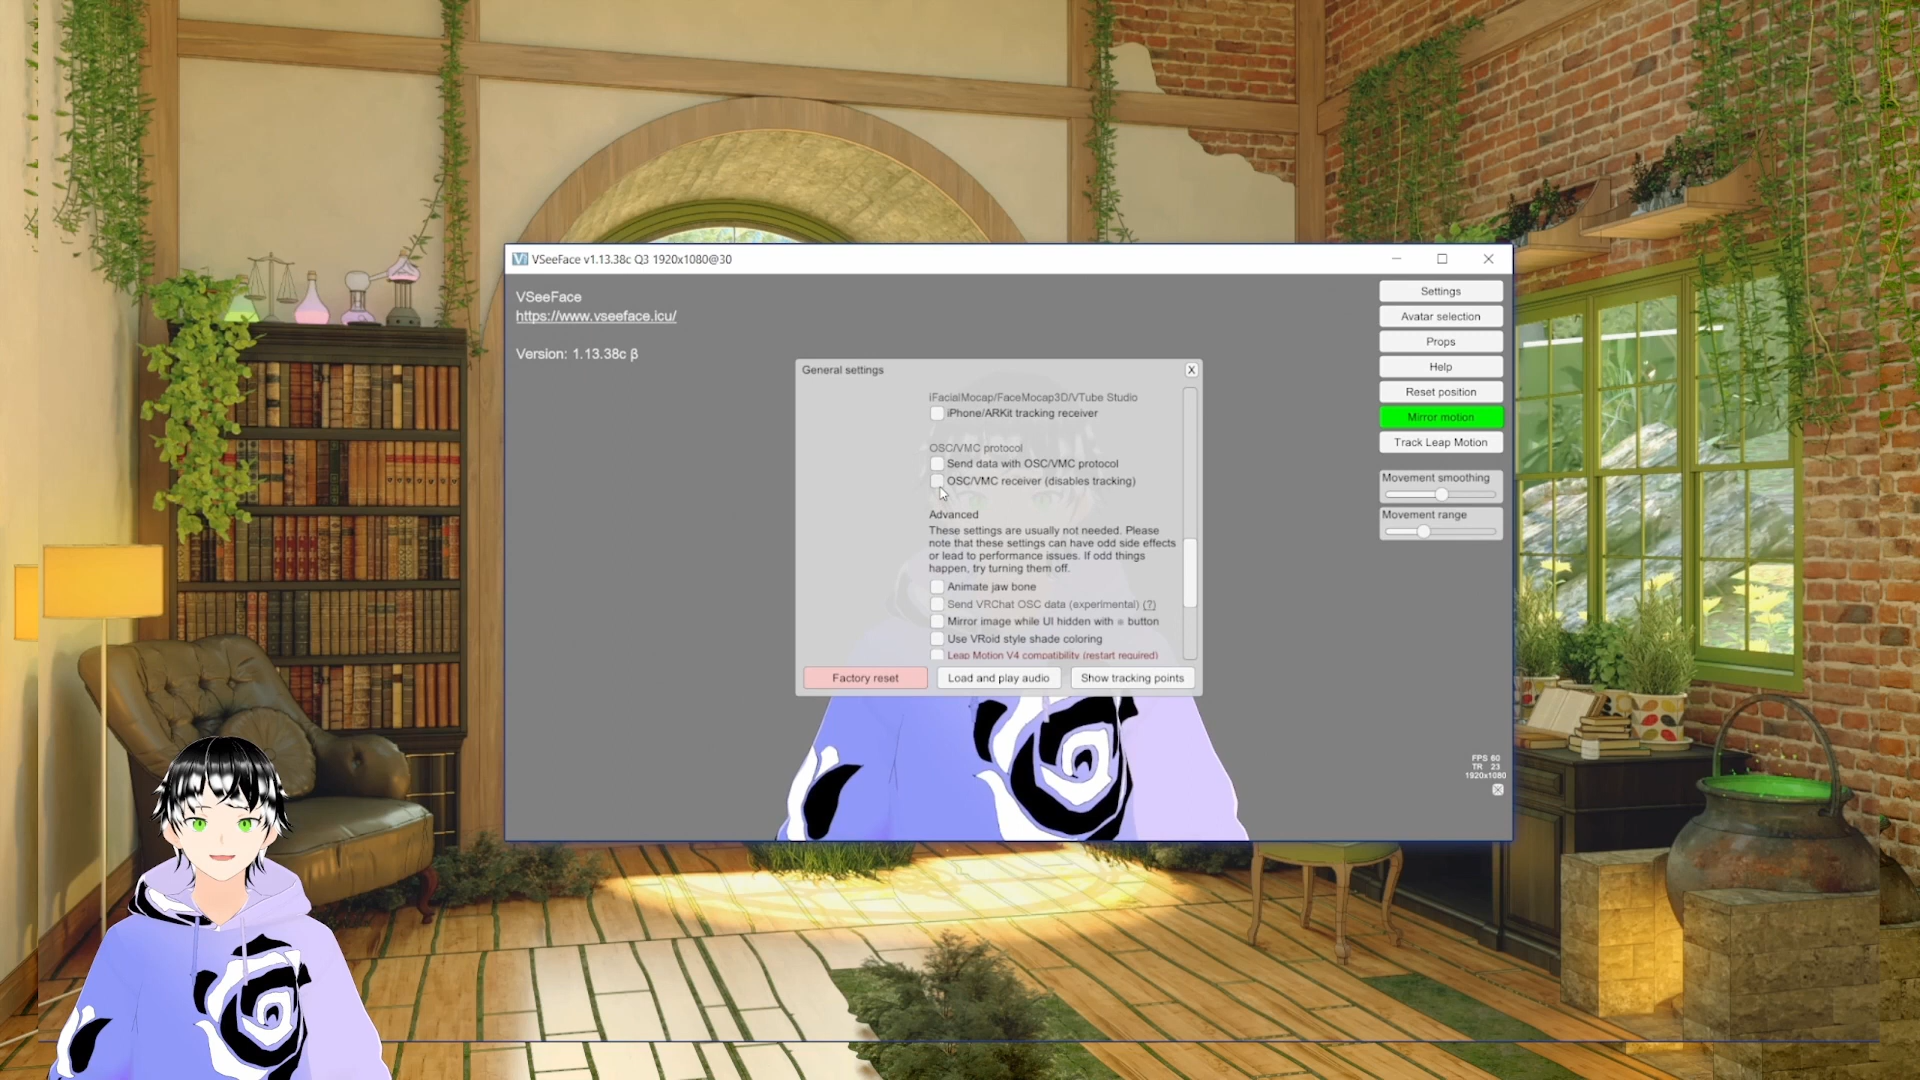 VSeeFace v1.13.38c Q3 1920x1080@30
VSeeFace
https://www.vseeface.icu/
Version: 1.13.38c β
Settings
Avatar selection
Props
Help
Reset position
Mirror motion
Track Leap Motion
Movement smoothing
Movement range
General settings
X
iFacialMocap/FaceMocap3D/VTube Studio
iPhone/ARKit tracking receiver
OSC/VMC protocol
Send data with OSC/VMC protocol
OSC/VMC receiver (disables tracking)
Advanced
These settings are usually not needed. Please
note that these settings can have odd side effects
or lead to performance issues. If odd things
happen, try turning them off.
Animate jaw bone
Send VRChat OSC data (experimental) (?)
Mirror image while UI hidden with ※ button
Use VRoid style shade coloring
Leap Motion V4 compatibility (restart required)
Factory reset
Load and play audio
Show tracking points
FPS 60
TR 23
1920x1080